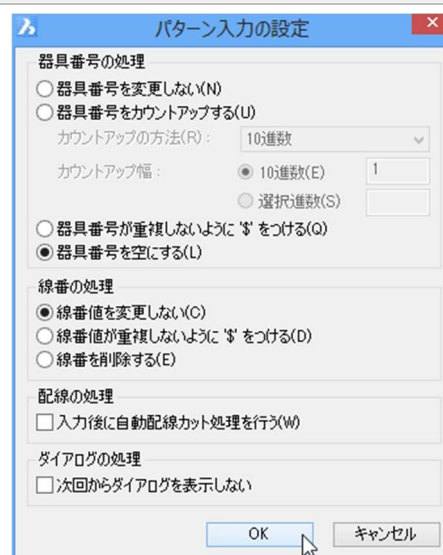 パターン入力の設定
器具番号の処理
器具番号を変更しない(N)
器具番号をカウントアップする(U)
カウントアップの方法(R): 10進数
カウントアップ幅: 10進数(E) 1
選択進数(S)
器具番号が重複しないように '$' をつける(Q)
器具番号を空にする(L)
線番の処理
線番値を変更しない(C)
線番値が重複しないように '$' をつける(D)
線番を削除する(E)
配線の処理
入力後に自動配線カット処理を行う(W)
ダイアログの処理
次回からダイアログを表示しない
OK キャンセル